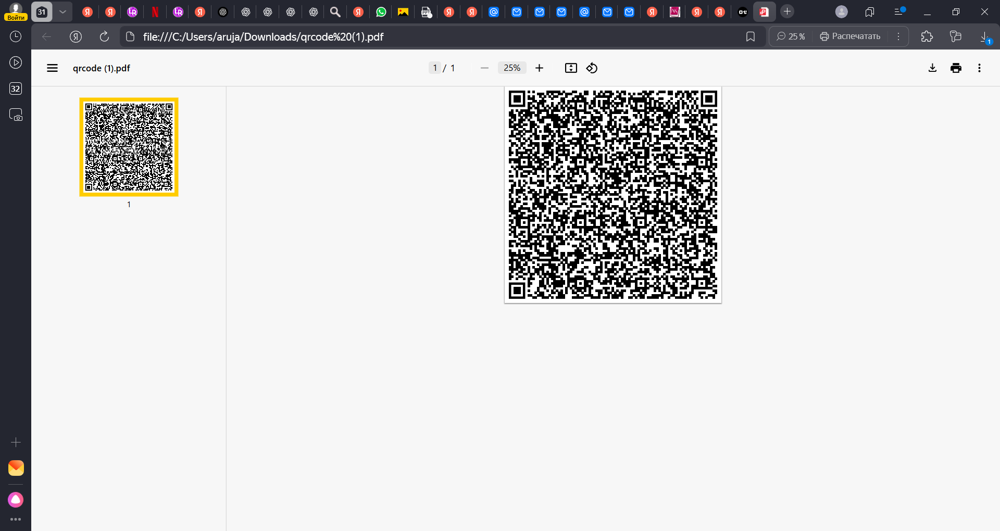 31
Войти
file:///C:/Users/aruja/Downloads/qrcode%20(1).pdf
25 %
Распечатать
1
qrcode (1).pdf
1 / 1
25%
32
1